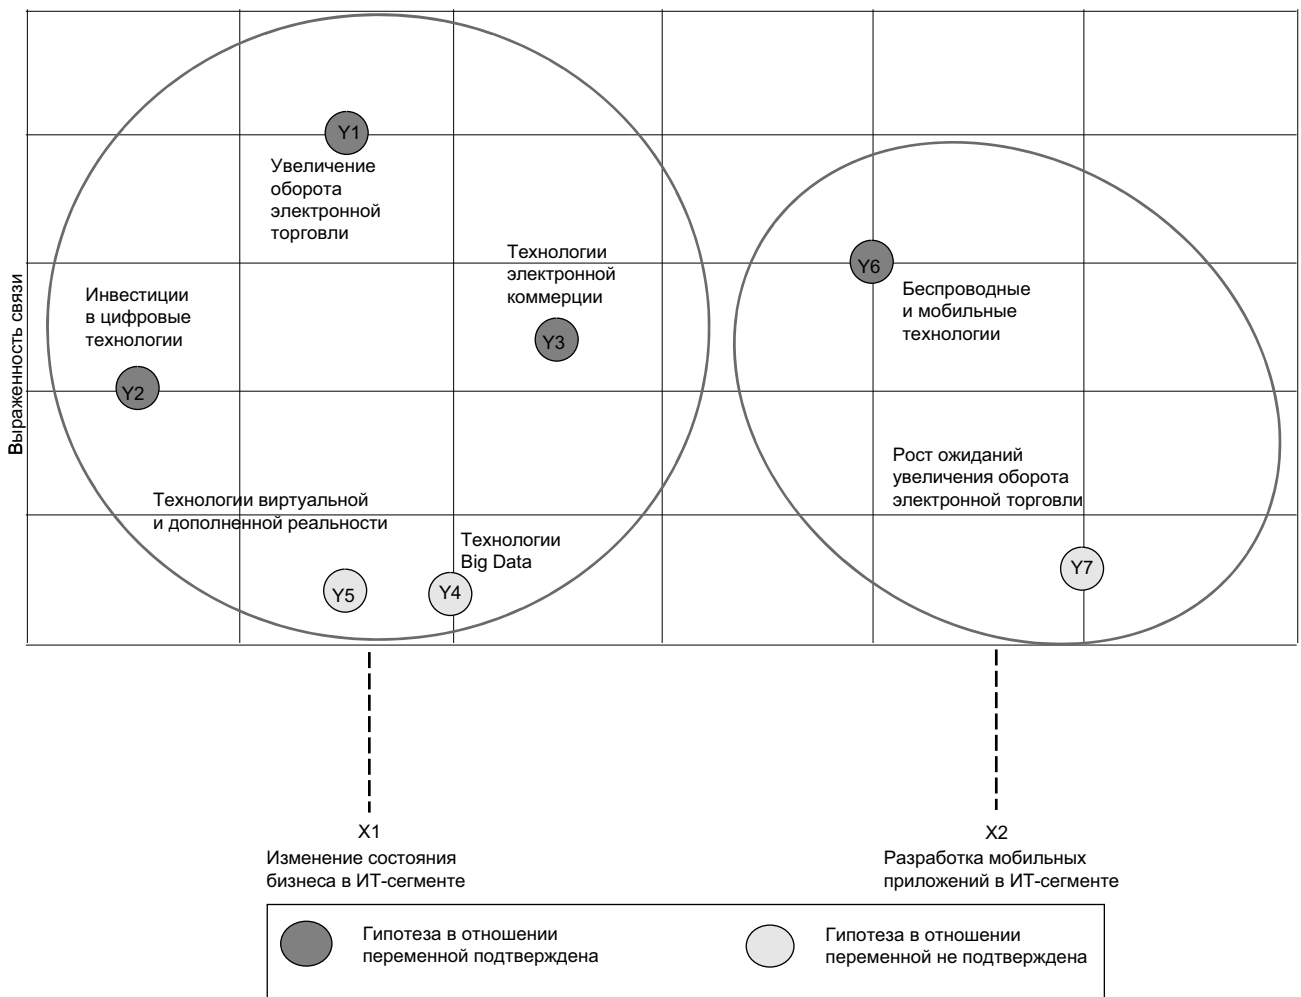 Выраженность связи
Y1
Увеличение
оборота
электронной
торговли
Технологии
электронной
коммерции
Y3
Инвестиции
в цифровые
технологии
Y2
Технологии виртуальной
и дополненной реальности
Y5
Технологии
Big Data
Y4
Y6
Беспроводные
и мобильные
технологии
Рост ожиданий
увеличения оборота
электронной торговли
Y7
X1
Изменение состояния
бизнеса в ИТ-сегменте
X2
Разработка мобильных
приложений в ИТ-сегменте
Гипотеза в отношении
переменной подтверждена
Гипотеза в отношении
переменной не подтверждена